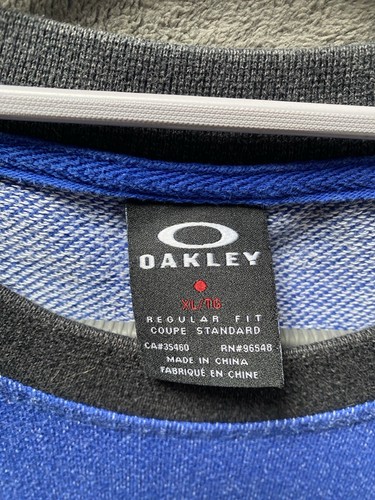 OAKLEY
XL/TG
REGULAR FIT
COUPE STANDARD
CA#35460 RN#96548
MADE IN CHINA
FABRIQUÉ EN CHINE